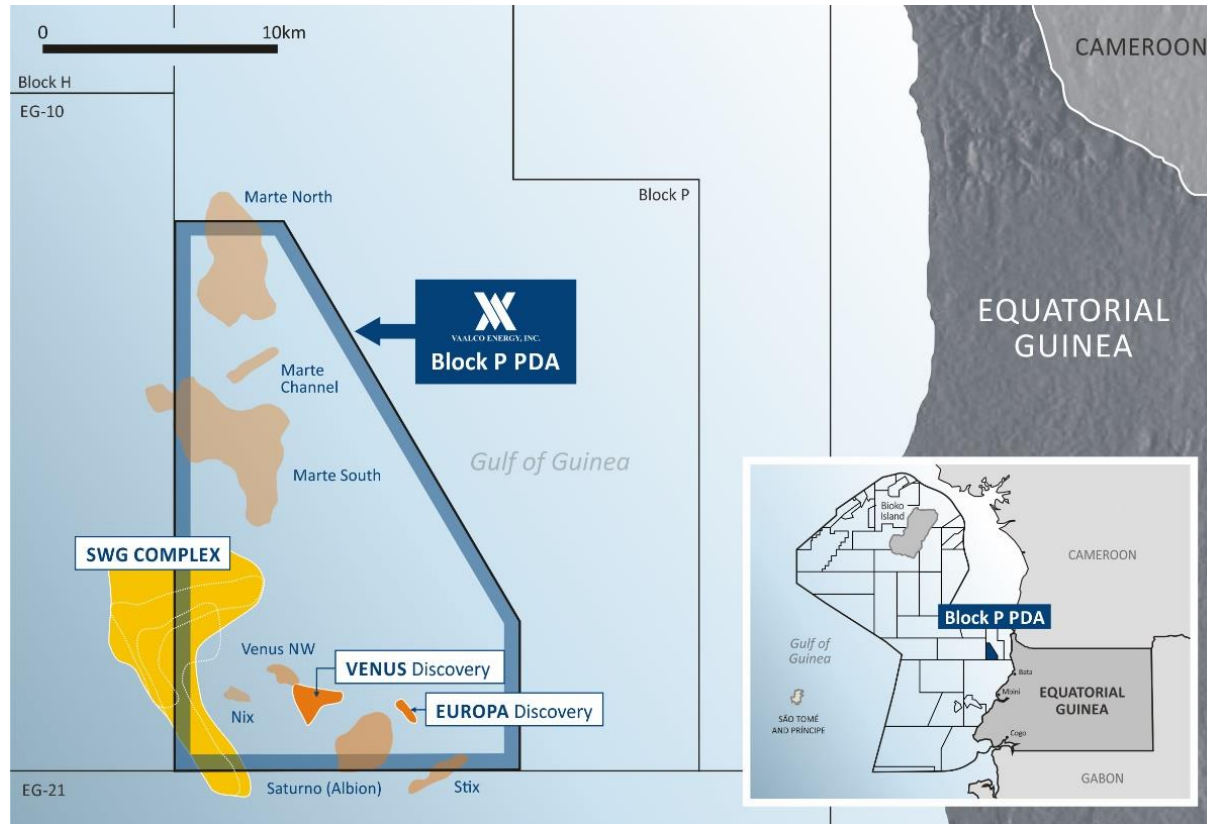 0
10km
CAMEROON
Block H
EG-10
Marte North
Block P
VAALCO ENERGY, INC.
Block P PDA
EQUATORIAL
GUINEA
Marte
Channel
Gulf of Guinea
Marte South
SWG COMPLEX
Venus NW
VENUS Discovery
Nix
EUROPA Discovery
EG-21
Saturno (Albion)
Stix
Bioko
Island
CAMEROON
Block P PDA
Gulf of
Guinea
Bata
Mbini
EQUATORIAL
GUINEA
SÃO TOMÉ
AND PRÍNCIPE
Cogo
GABON